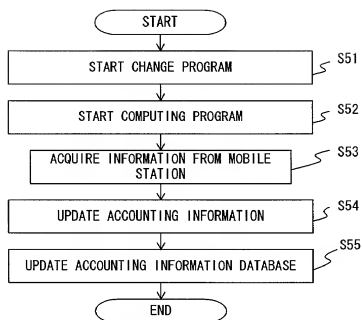 START
START CHANGE PROGRAM
S51
START COMPUTING PROGRAM
S52
ACQUIRE INFORMATION FROM MOBILE
STATION
S53
UPDATE ACCOUNTING INFORMATION
S54
UPDATE ACCOUNTING INFORMATION DATABASE
S55
END